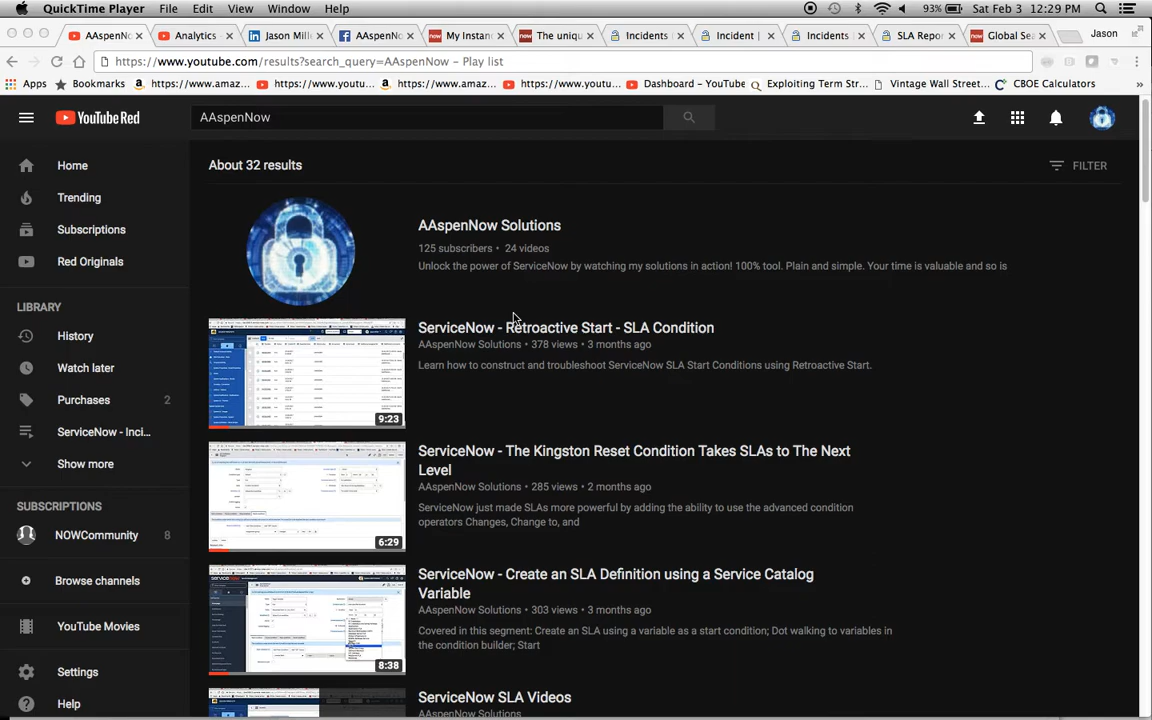 QuickTime Player File Edit View Window Help 93% Sat Feb 3 12:29 PM
AAspenNo Analytics - Jason Mille AAspenNo My Instanc The uniqu Incidents Incident | Incidents SLA Repor Global Sea Jason
https://www.youtube.com/results?search_query=AAspenNow – Play list
Apps Bookmarks https://www.amaz... https://www.youtu... https://www.amaz... https://www.youtu... Dashboard - YouTube Exploiting Term Str... Vintage Wall Street... CBOE Calculators
YouTube Red AAspenNow
Home
Trending
Subscriptions
Red Originals
LIBRARY
History
Watch later
Purchases 2
ServiceNow - Inci...
Show more
SUBSCRIPTIONS
NOWCommunity 8
Browse channels
YouTube Movies
Settings
Help
About 32 results FILTER
AAspenNow Solutions
125 subscribers • 24 videos
Unlock the power of ServiceNow by watching my solutions in action! 100% tool. Plain and simple. Your time is valuable and so is
9:23
ServiceNow - Retroactive Start - SLA Condition
AAspenNow Solutions • 378 views • 3 months ago
Learn how to construct and troubleshoot ServiceNow SLA Start Conditions using Retroactive Start.
6:29
ServiceNow - The Kingston Reset Condition Takes SLAs to The Next
Level
AAspenNow Solutions • 285 views • 2 months ago
ServiceNow just made SLAs more powerful by adding the ability to use the advanced condition
operators Changes, Change to, and
8:38
ServiceNow - Create an SLA Definition using a Service Catalog
Variable
AAspenNow Solutions • 303 views • 3 months ago
Covered in this segment: Create an SLA using a variable as a start condition; Dot walking to variables in
the condition builder; Start
ServiceNow SLA Videos
AAspenNow Solutions